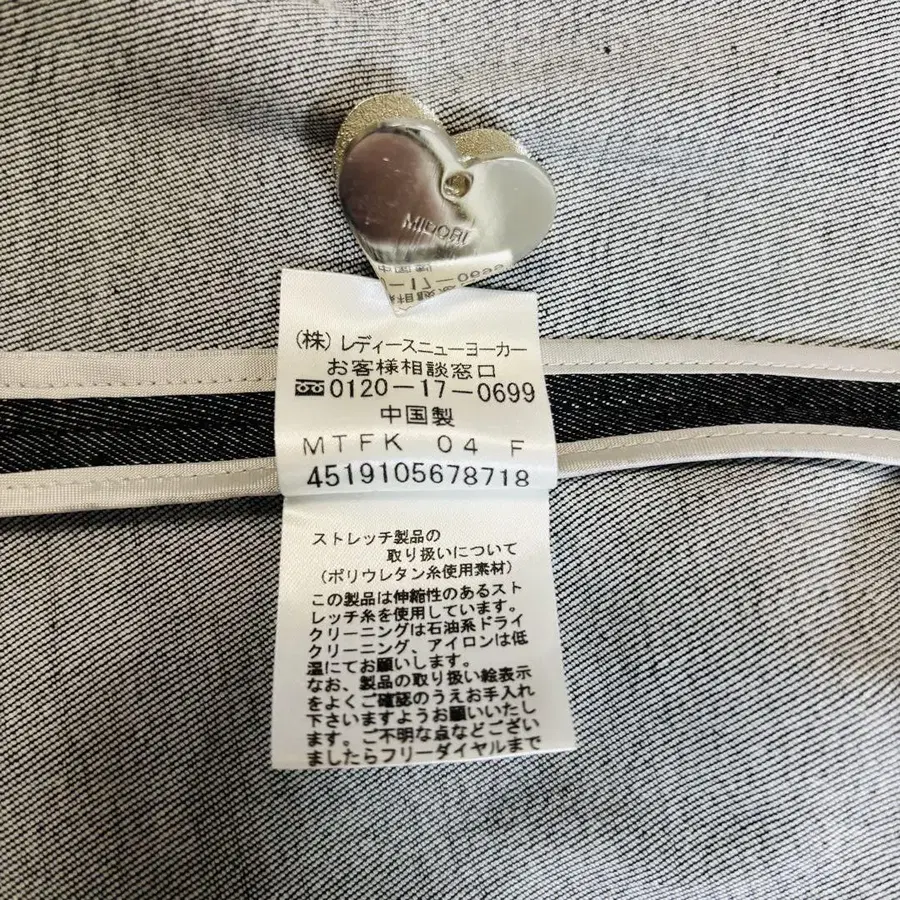 MIDORI
中国製
－17－0699
(株) レディースニューヨーカー
お客様相談窓口
0120－17－0699
中国製
MTFK 04 F
4519105678718
ストレッチ製品の
取り扱いについて
(ポリウレタン糸使用素材)
この製品は伸縮性のあるスト
レッチ糸を使用しています。
クリーニングは石油系ドライ
クリーニング、アイロンは低
温にてお願いします。
なお、製品の取り扱い絵表示
をよくご確認のうえお手入れ
下さいますようお願いいたし
ます。ご不明な点などござい
ましたらフリーダイヤルまで